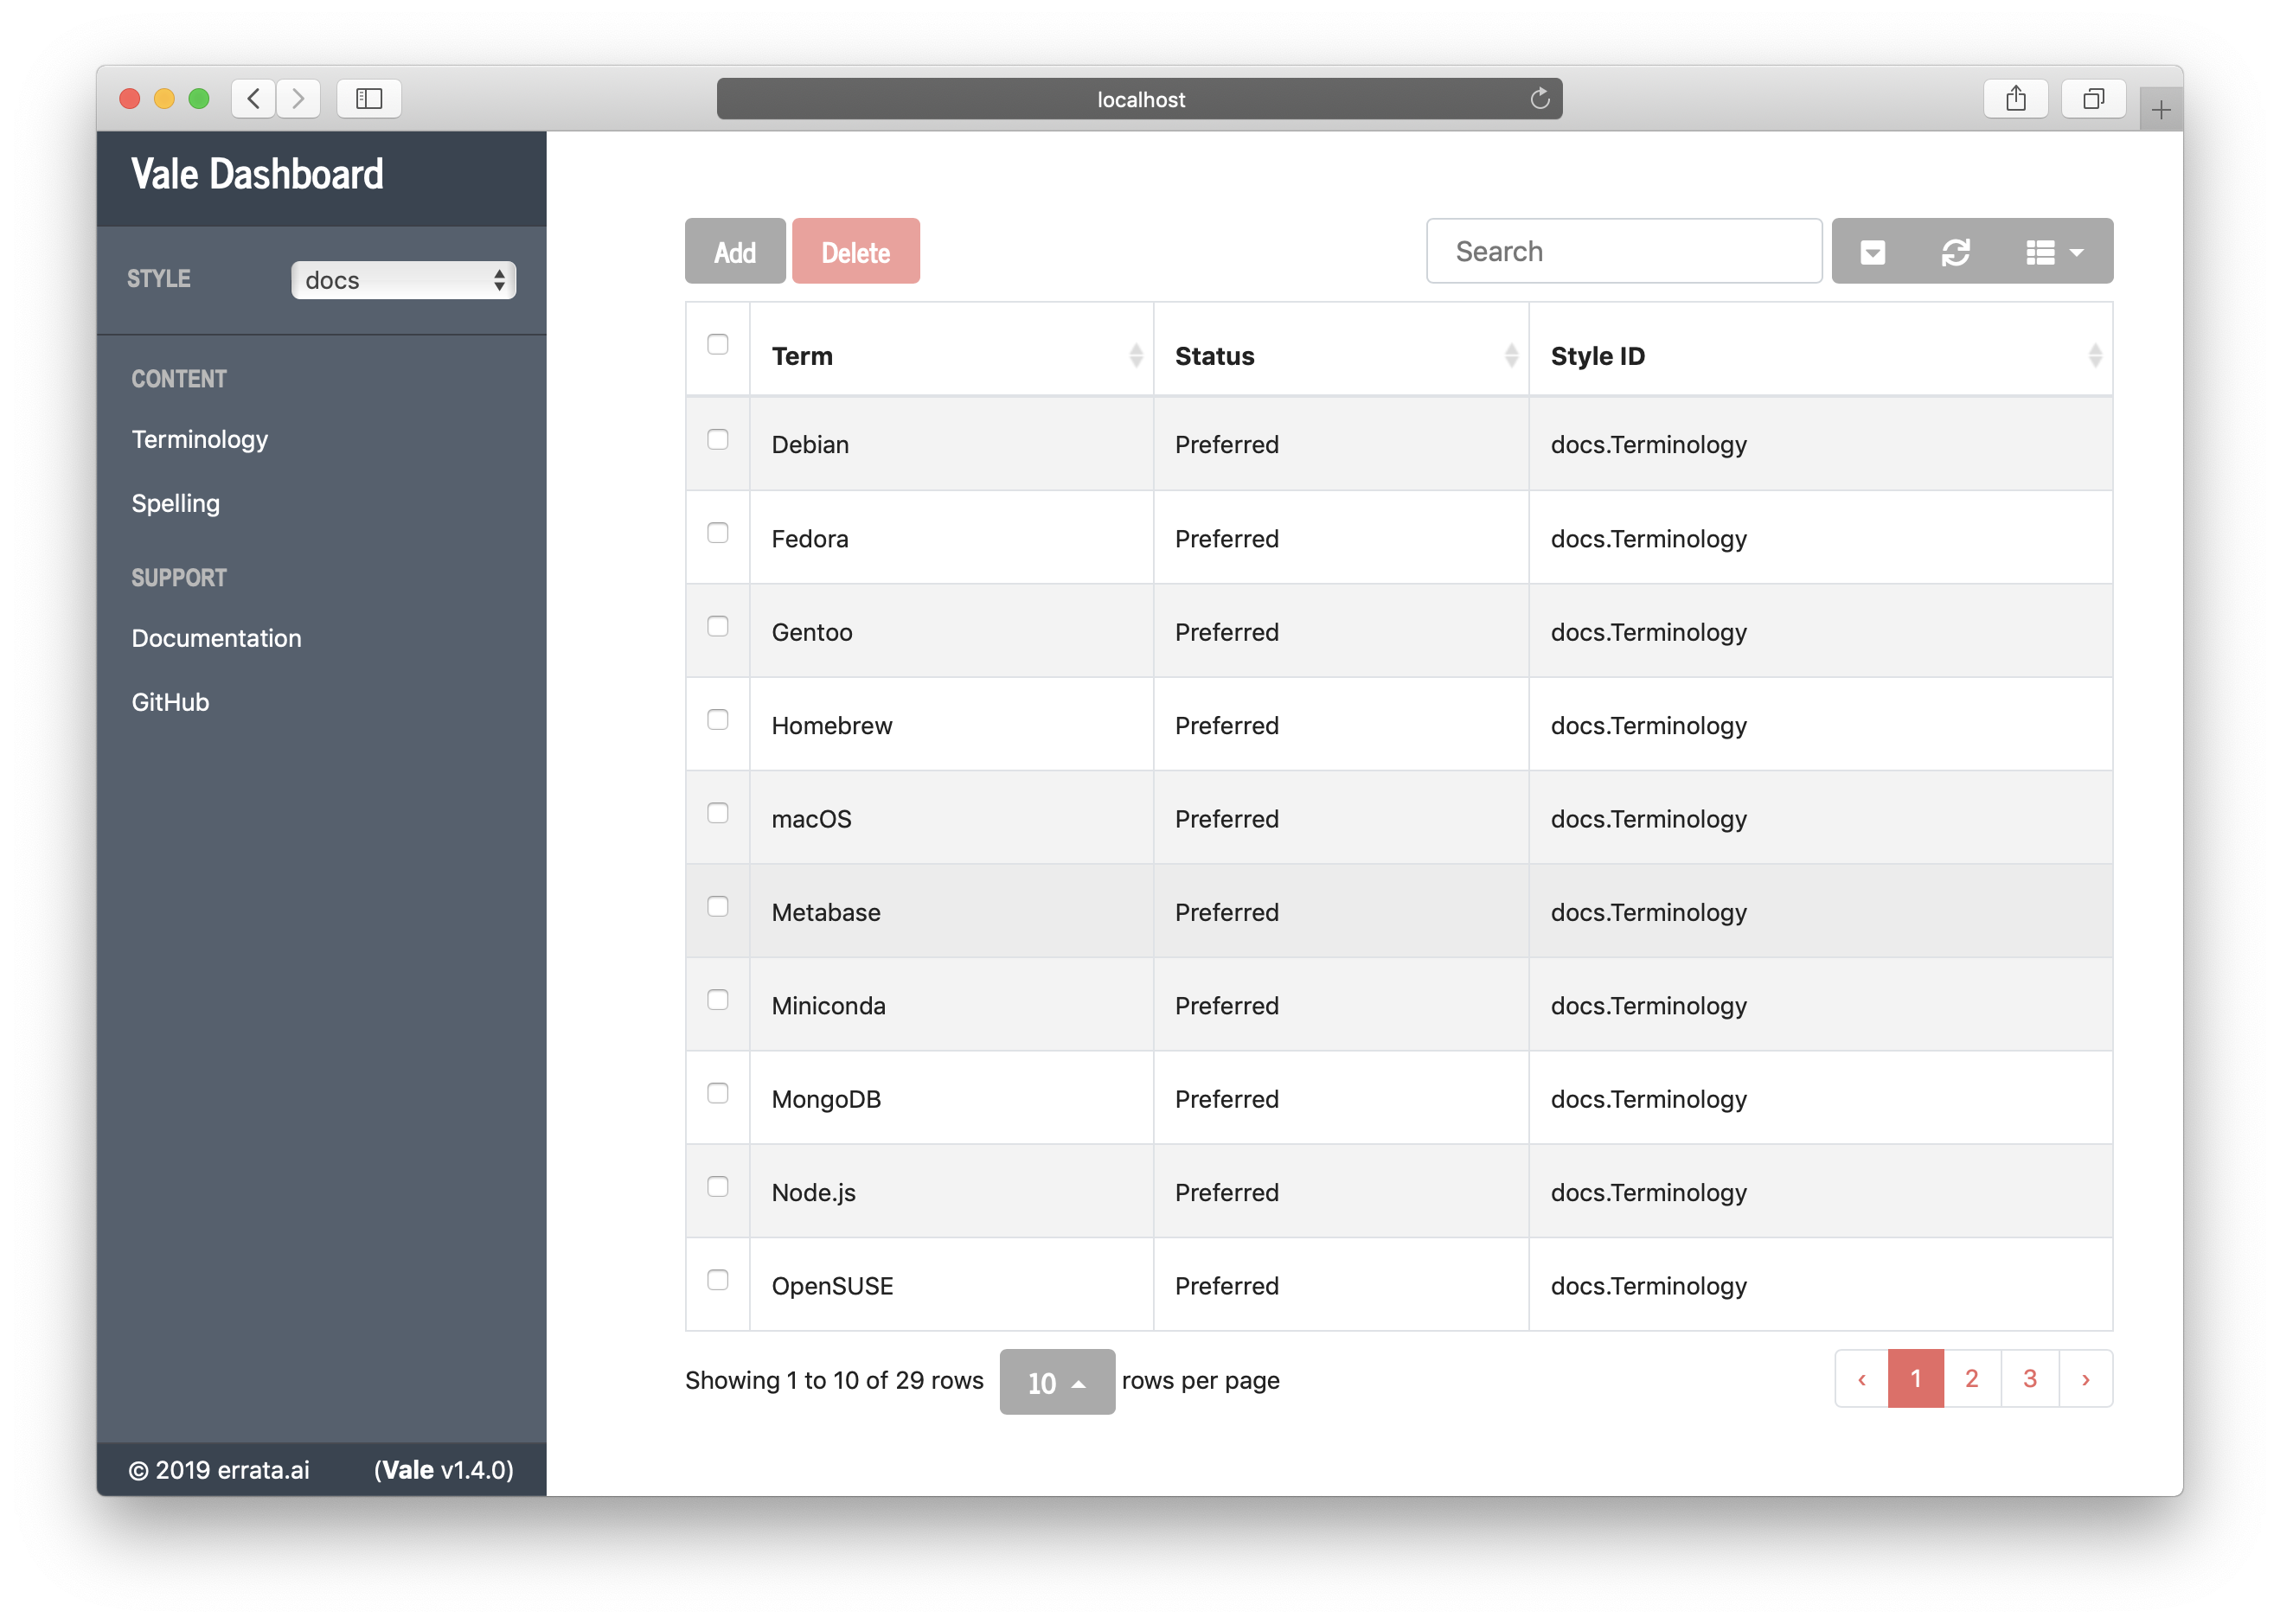 localhost
Vale Dashboard
STYLE docs
CONTENT
Terminology
Spelling
SUPPORT
Documentation
GitHub
© 2019 errata.ai (Vale v1.4.0)
Add Delete Search
Term Status Style ID
Debian Preferred docs.Terminology
Fedora Preferred docs.Terminology
Gentoo Preferred docs.Terminology
Homebrew Preferred docs.Terminology
macOS Preferred docs.Terminology
Metabase Preferred docs.Terminology
Miniconda Preferred docs.Terminology
MongoDB Preferred docs.Terminology
Node.js Preferred docs.Terminology
OpenSUSE Preferred docs.Terminology
Showing 1 to 10 of 29 rows 10 rows per page ‹ 1 2 3 ›